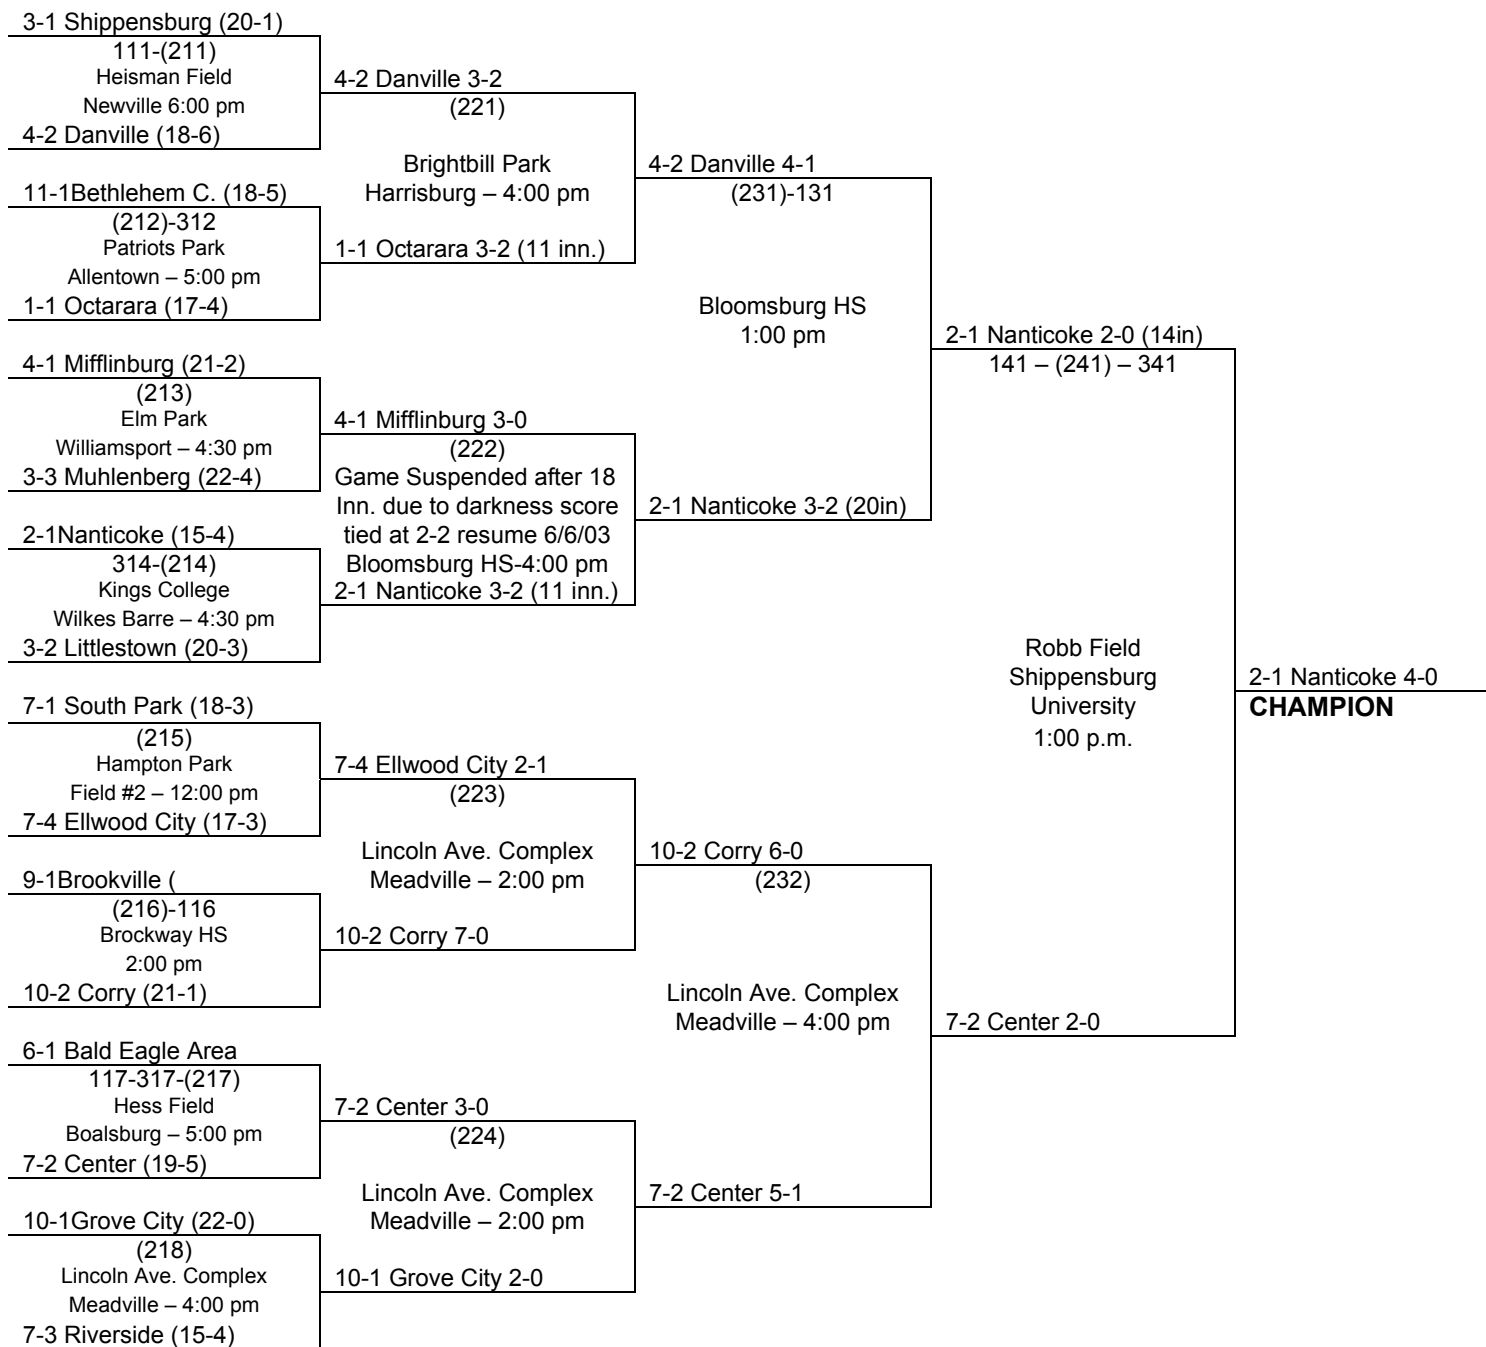 3-1 Shippensburg (20-1)
111-(211)
Heisman Field
Newville 6:00 pm
4-2 Danville (18-6)
11-1Bethlehem C. (18-5)
(212)-312
Patriots Park
Allentown – 5:00 pm
1-1 Octarara (17-4)
4-1 Mifflinburg (21-2)
(213)
Elm Park
Williamsport – 4:30 pm
3-3 Muhlenberg (22-4)
2-1Nanticoke (15-4)
314-(214)
Kings College
Wilkes Barre – 4:30 pm
3-2 Littlestown (20-3)
7-1 South Park (18-3)
(215)
Hampton Park
Field #2 – 12:00 pm
7-4 Ellwood City (17-3)
9-1Brookville (
(216)-116
Brockway HS
2:00 pm
10-2 Corry (21-1)
6-1 Bald Eagle Area
117-317-(217)
Hess Field
Boalsburg – 5:00 pm
7-2 Center (19-5)
10-1Grove City (22-0)
(218)
Lincoln Ave. Complex
Meadville – 4:00 pm
7-3 Riverside (15-4)
4-2 Danville 3-2
(221)
Brightbill Park
Harrisburg – 4:00 pm
1-1 Octarara 3-2 (11 inn.)
4-1 Mifflinburg 3-0
(222)
Game Suspended after 18
Inn. due to darkness score
tied at 2-2 resume 6/6/03
Bloomsburg HS-4:00 pm
2-1 Nanticoke 3-2 (11 inn.)
7-4 Ellwood City 2-1
(223)
Lincoln Ave. Complex
Meadville – 2:00 pm
10-2 Corry 7-0
7-2 Center 3-0
(224)
Lincoln Ave. Complex
Meadville – 2:00 pm
10-1 Grove City 2-0
4-2 Danville 4-1
(231)-131
Bloomsburg HS
1:00 pm
2-1 Nanticoke 3-2 (20in)
10-2 Corry 6-0
(232)
Lincoln Ave. Complex
Meadville – 4:00 pm
7-2 Center 5-1
2-1 Nanticoke 2-0 (14in)
141 – (241) – 341
Robb Field
Shippensburg
University
1:00 p.m.
7-2 Center 2-0
2-1 Nanticoke 4-0
CHAMPION